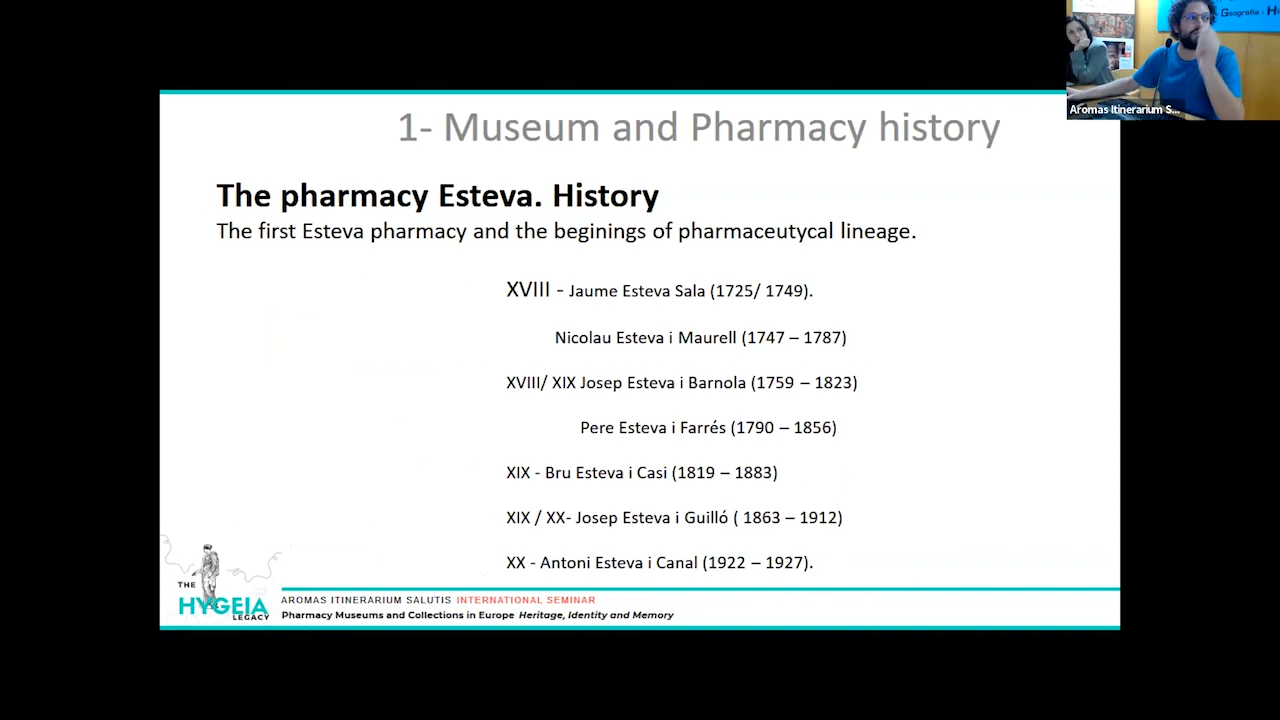 Geografia i H
Aromas Itinerarium S...
1- Museum and Pharmacy history
The pharmacy Esteva. History
The first Esteva pharmacy and the beginings of pharmaceutycal lineage.
XVIII - Jaume Esteva Sala (1725/ 1749).
Nicolau Esteva i Maurell (1747 – 1787)
XVIII/ XIX Josep Esteva i Barnola (1759 – 1823)
Pere Esteva i Farrés (1790 – 1856)
XIX - Bru Esteva i Casi (1819 – 1883)
XIX / XX- Josep Esteva i Guilló ( 1863 – 1912)
XX - Antoni Esteva i Canal (1922 – 1927).
THE
HYGEIA
LEGACY
AROMAS ITINERARIUM SALUTIS INTERNATIONAL SEMINAR
Pharmacy Museums and Collections in Europe Heritage, Identity and Memory